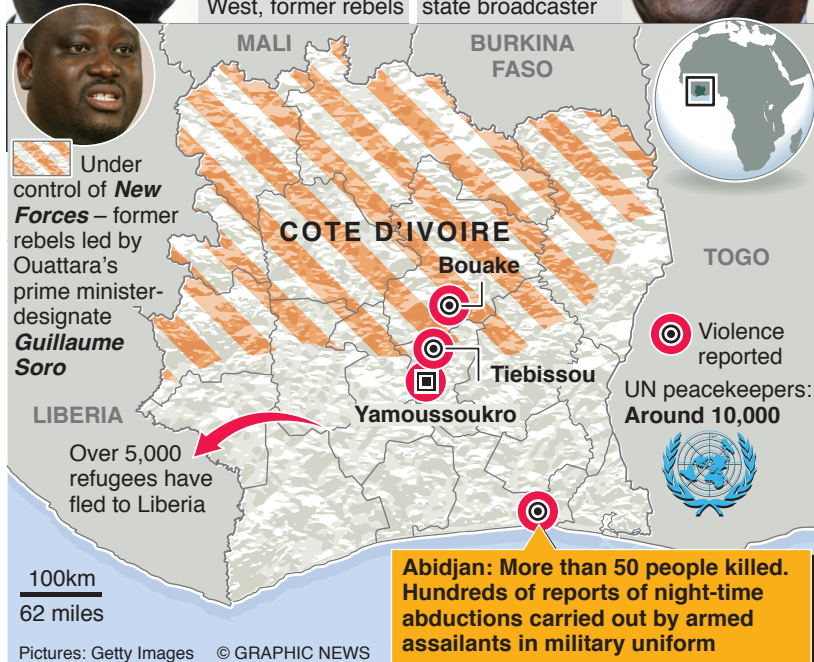 West, former rebels
state broadcaster
MALI
BURKINA
FASO
Under
control of New
Forces – former
rebels led by
Ouattara's
prime minister-
designate
Guillaume
Soro
COTE D'IVOIRE
Bouake
TOGO
Violence
reported
Tiebissou
UN peacekeepers:
Around 10,000
Yamoussoukro
LIBERIA
Over 5,000
refugees have
fled to Liberia
Abidjan: More than 50 people killed.
Hundreds of reports of night-time
abductions carried out by armed
assailants in military uniform
100km
62 miles
Pictures: Getty Images © GRAPHIC NEWS